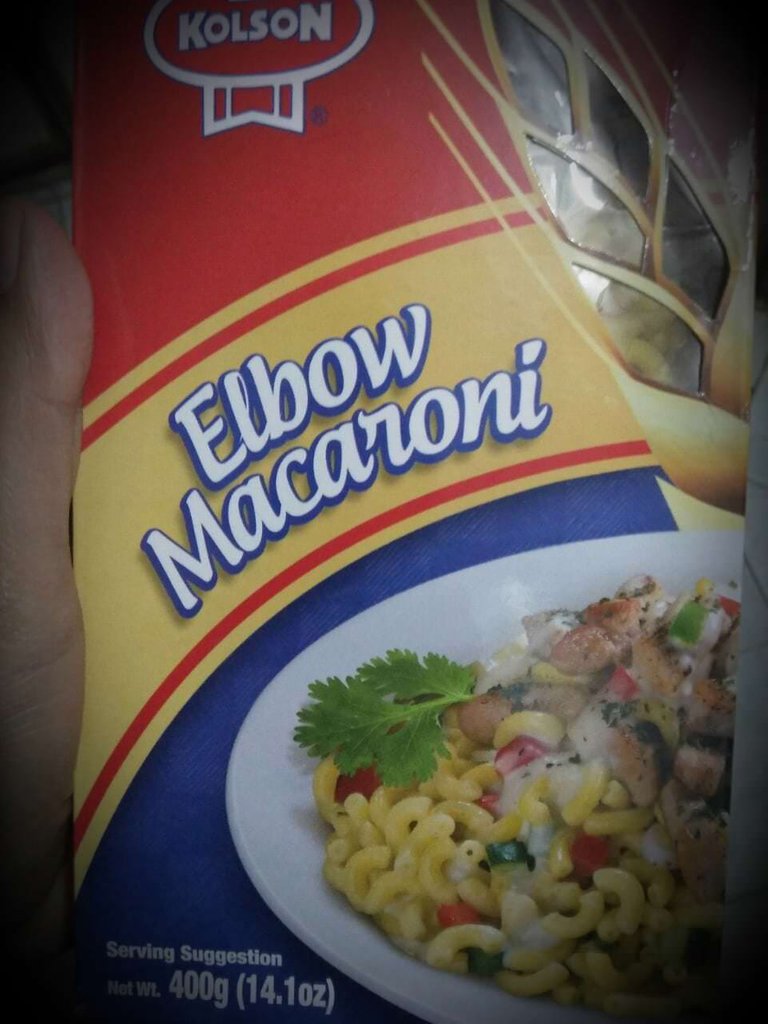 KOLSON
®
Elbow
Macaroni
Serving Suggestion
Net Wt. 400g (14.1oz)